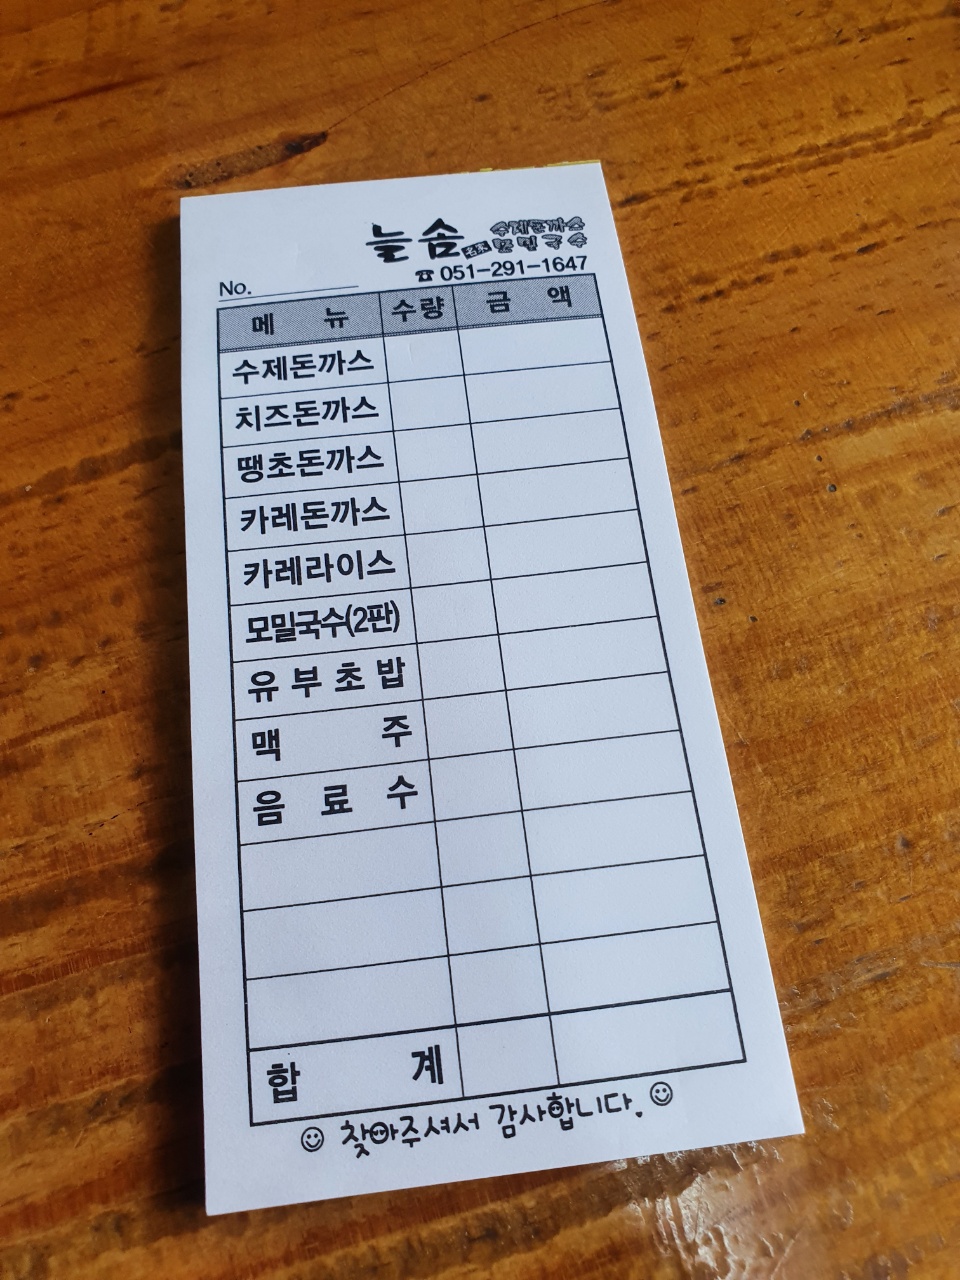 늘솜 名家 수제돈까스
모밀국수
☎ 051-291-1647
No.
메 뉴 수량 금 액
수제돈까스
치즈돈까스
땡초돈까스
카레돈까스
카레라이스
모밀국수(2판)
유부초밥
맥 주
음 료 수
합 계
찾아주셔서 감사합니다.